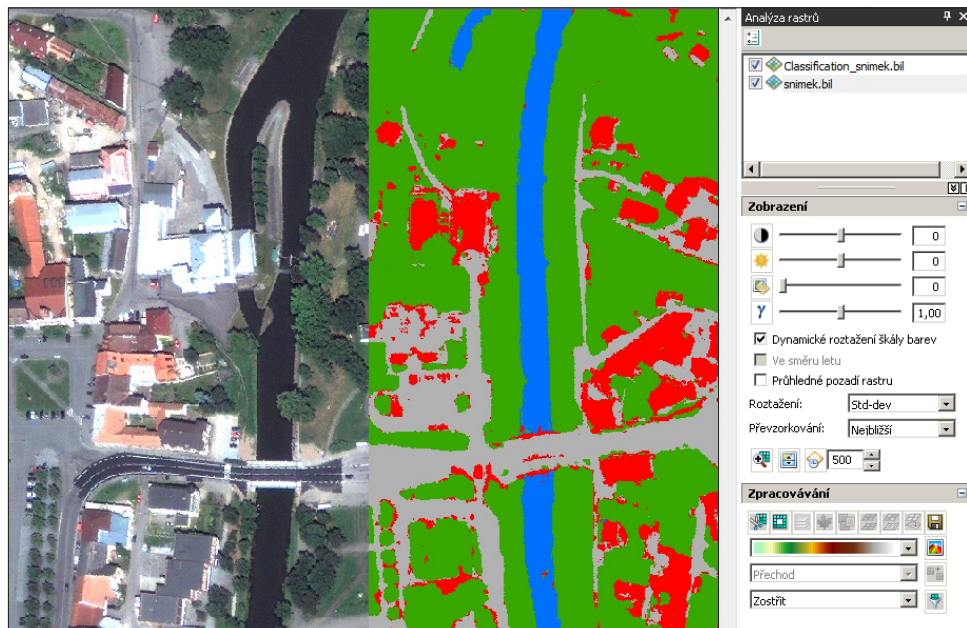 Analýza rastrů
Classification_snimek.bil
snimek.bil
Zobrazení
0
0
0
γ 1,00
Dynamické roztažení škály barev
Ve směru letu
Průhledné pozadí rastru
Roztažení: Std-dev
Převzorkování: Nejbližší
500
Zpracovávání
Přechod
Zostřit